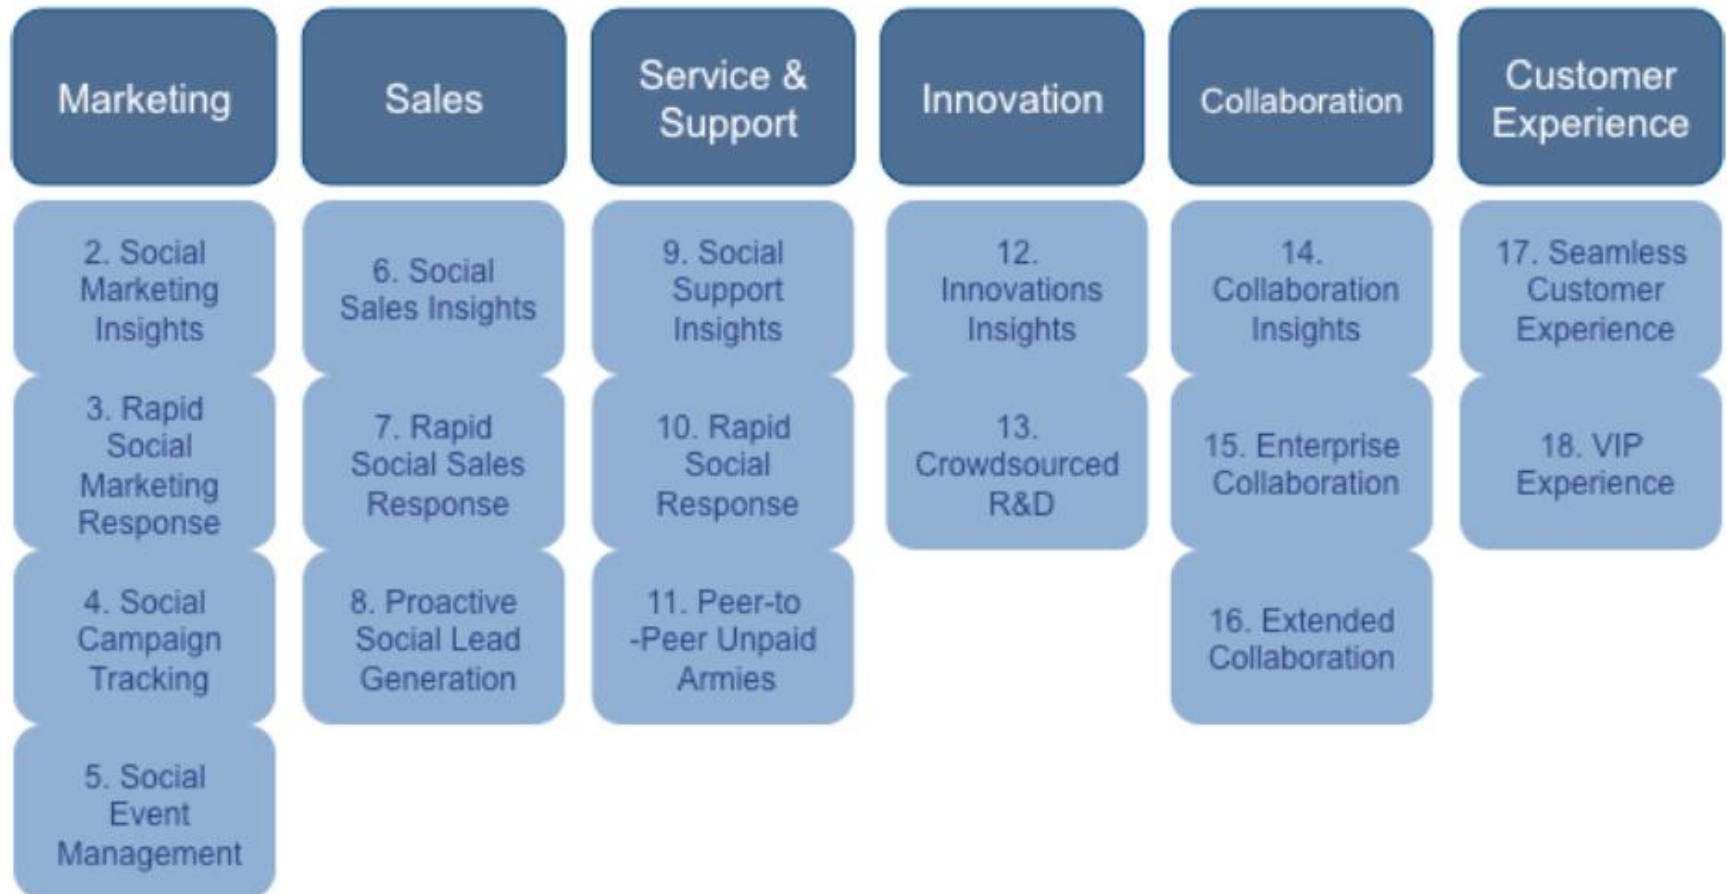 Marketing
Sales
Service &
Support
Innovation
Collaboration
Customer
Experience
2. Social
Marketing
Insights
3. Rapid
Social
Marketing
Response
4. Social
Campaign
Tracking
5. Social
Event
Management
6. Social
Sales Insights
7. Rapid
Social Sales
Response
8. Proactive
Social Lead
Generation
9. Social
Support
Insights
10. Rapid
Social
Response
11. Peer-to
-Peer Unpaid
Armies
12.
Innovations
Insights
13.
Crowdsourced
R&D
14.
Collaboration
Insights
15. Enterprise
Collaboration
16. Extended
Collaboration
17. Seamless
Customer
Experience
18. VIP
Experience